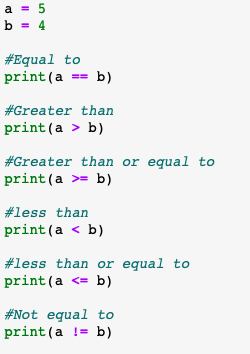 a = 5
b = 4
#Equal to
print(a == b)
#Greater than
print(a > b)
#Greater than or equal to
print(a >= b)
#less than
print(a < b)
#less than or equal to
print(a <= b)
#Not equal to
print(a != b)